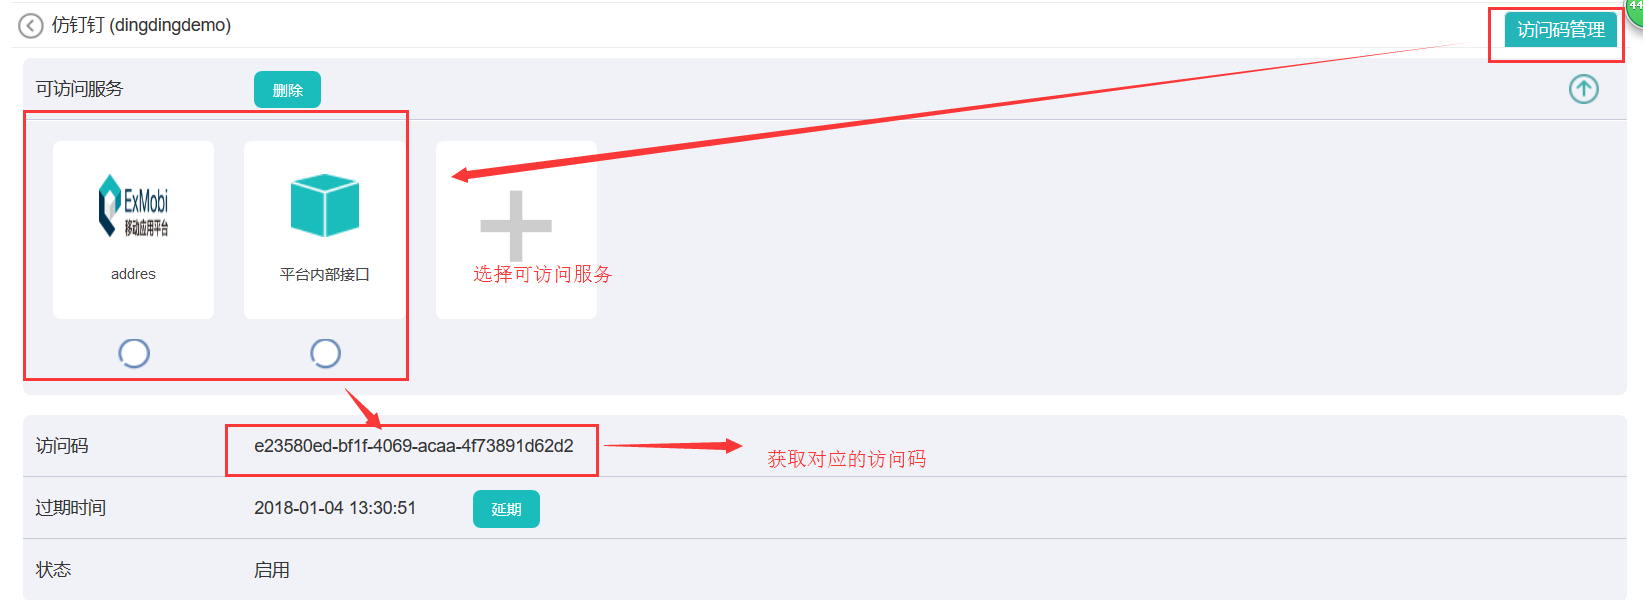 仿钉钉 (dingdingdemo)
访问码管理
44
可访问服务
删除
ExMobi
移动应用平台
addres
平台内部接口
选择可访问服务
访问码
e23580ed-bf1f-4069-acaa-4f73891d62d2
获取对应的访问码
过期时间
2018-01-04 13:30:51
延期
状态
启用